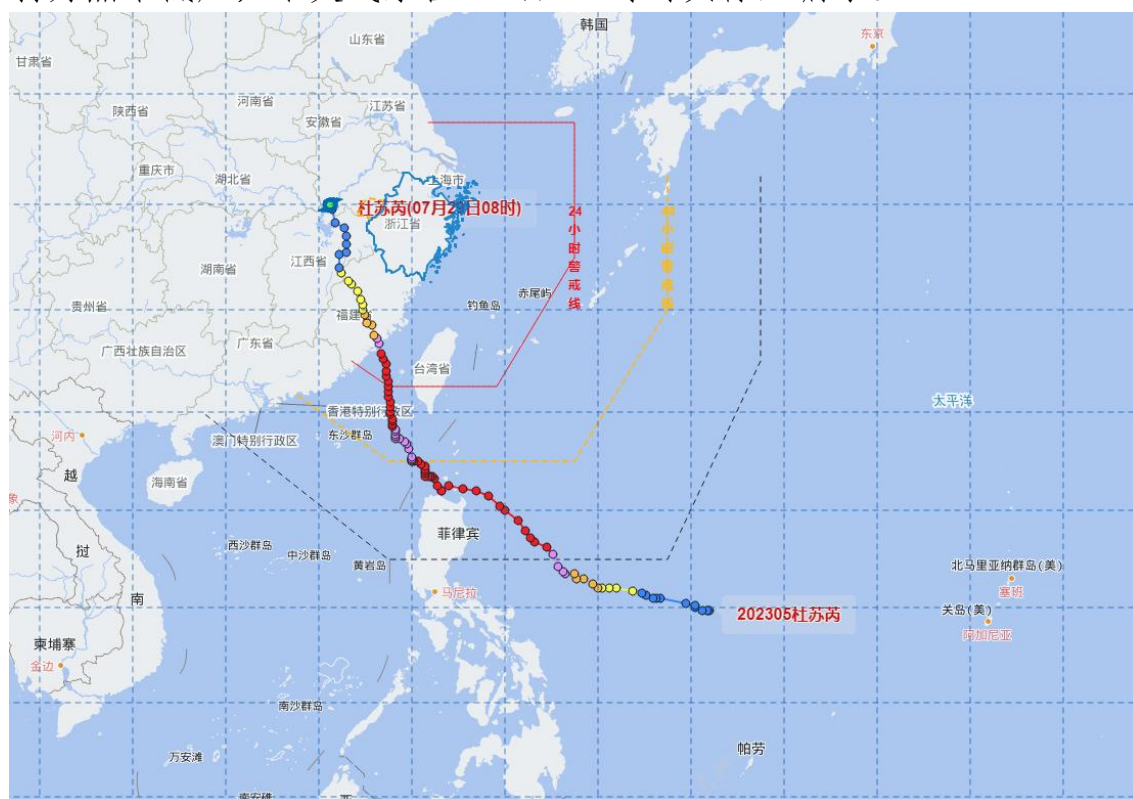 韩国
东京
山东省
甘肃省
河南省
江苏省
陕西省
安徽省
重庆市
湖北省
上海市
杜苏芮(07月29日08时)
浙江省
24小时警戒线
江西省
湖南省
赤尾屿
钓鱼岛
贵州省
广西壮族自治区
广东省
台湾省
太平洋
香港特别行政区
河内
澳门特别行政区
东沙群岛
越
海南省
象
菲律宾
西沙群岛
中沙群岛
黄岩岛
北马里亚纳群岛(美)
塞班
马尼拉
南
202305杜苏芮
关岛(美)
阿加尼亚
柬埔寨
金边
南沙群岛
帕劳
万安滩